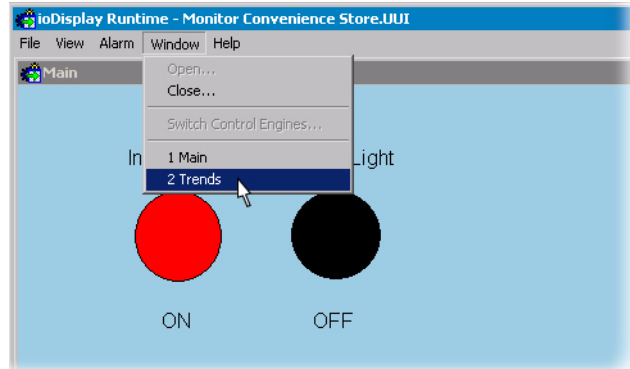 ioDisplay Runtime - Monitor Convenience Store.UUI
File View Alarm Window Help
Main
Open...
Close...
Switch Control Engines...
1 Main
2 Trends
In
Light
ON
OFF